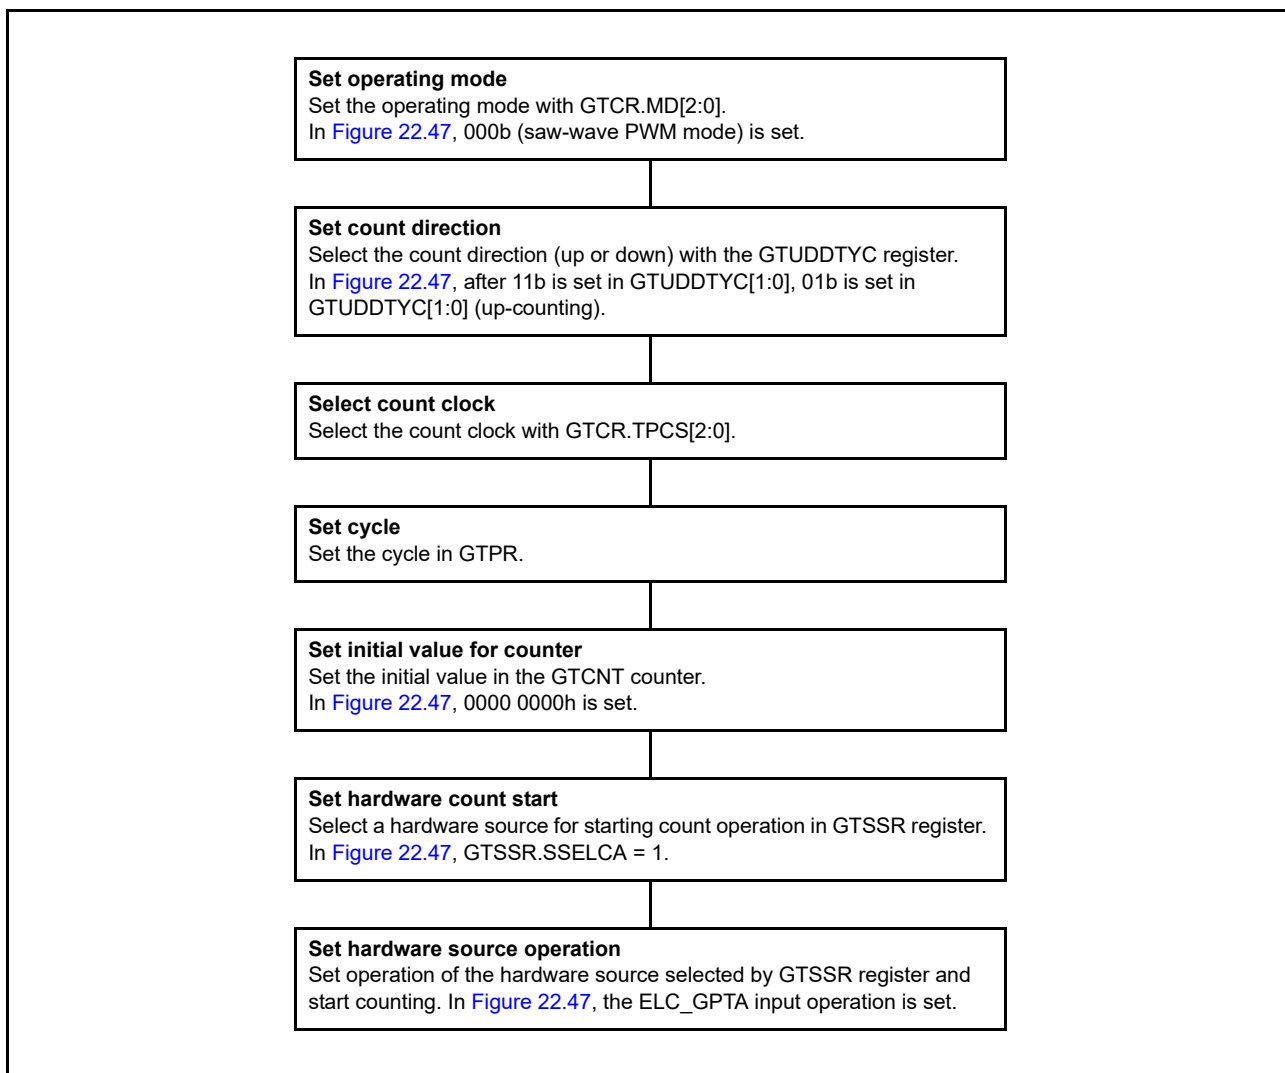 Set operating mode
Set the operating mode with GTCR.MD[2:0].
In Figure 22.47, 000b (saw-wave PWM mode) is set.
Set count direction
Select the count direction (up or down) with the GTUDDTYC register.
In Figure 22.47, after 11b is set in GTUDDTYC[1:0], 01b is set in
GTUDDTYC[1:0] (up-counting).
Select count clock
Select the count clock with GTCR.TPCS[2:0].
Set cycle
Set the cycle in GTPR.
Set initial value for counter
Set the initial value in the GTCNT counter.
In Figure 22.47, 0000 0000h is set.
Set hardware count start
Select a hardware source for starting count operation in GTSSR register.
In Figure 22.47, GTSSR.SSELCA = 1.
Set hardware source operation
Set operation of the hardware source selected by GTSSR register and
start counting. In Figure 22.47, the ELC_GPTA input operation is set.